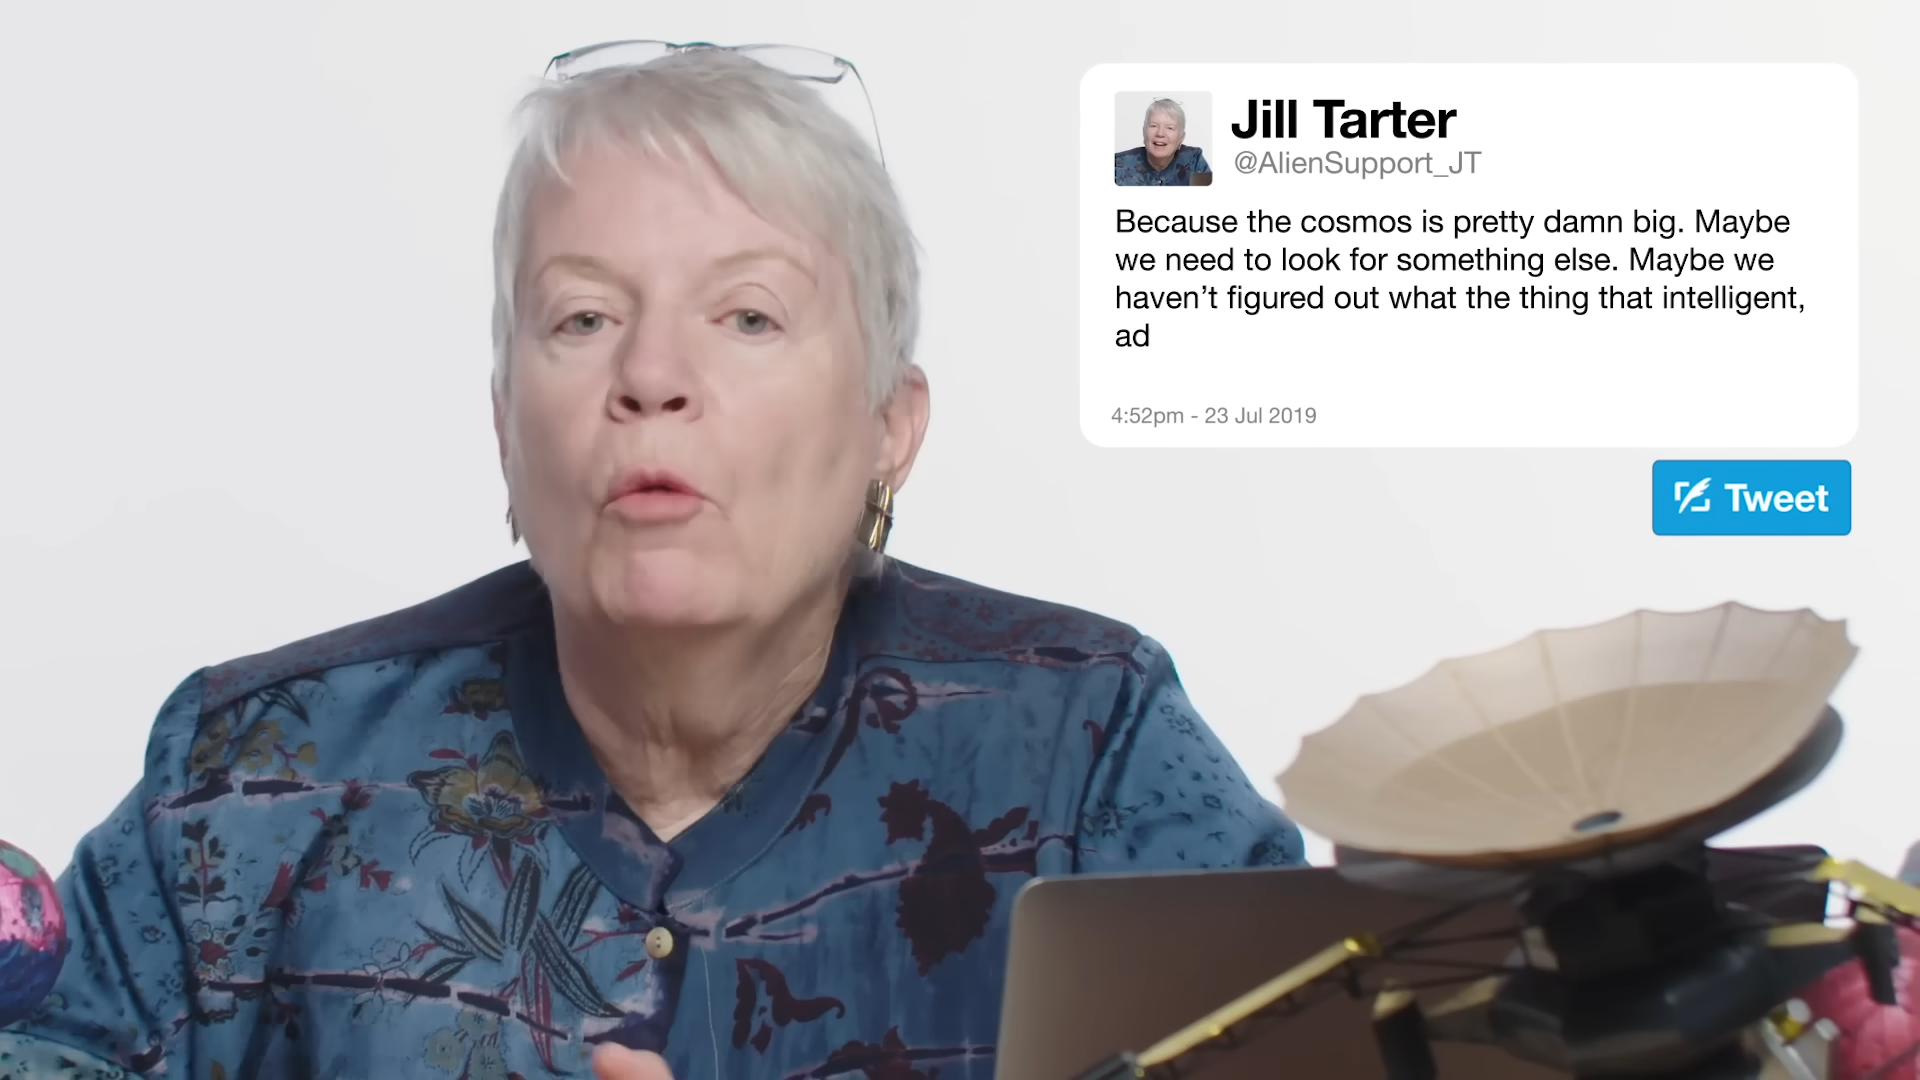 Jill Tarter
@AlienSupport_JT
Because the cosmos is pretty damn big. Maybe
we need to look for something else. Maybe we
haven’t figured out what the thing that intelligent,
ad
4:52pm - 23 Jul 2019
Tweet